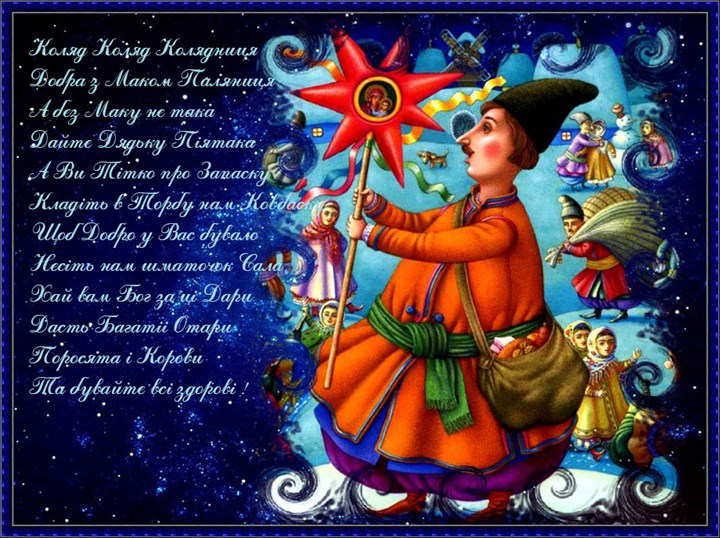 Коляд Коляд Колядниця
Добра з Маком Паляниця
А без Маку не така
Дайте Дядьку Піятака
А Ви Тітко про Запаску
Кладіть в Торбу нам Ковбаску
Щоб Добро у Вас бувало
Несіть нам шматочок Сала
Хай вам Бог за ці Дари
Дасть Багатії Отари
Поросята і Корови
Та бувайте всі здорові !